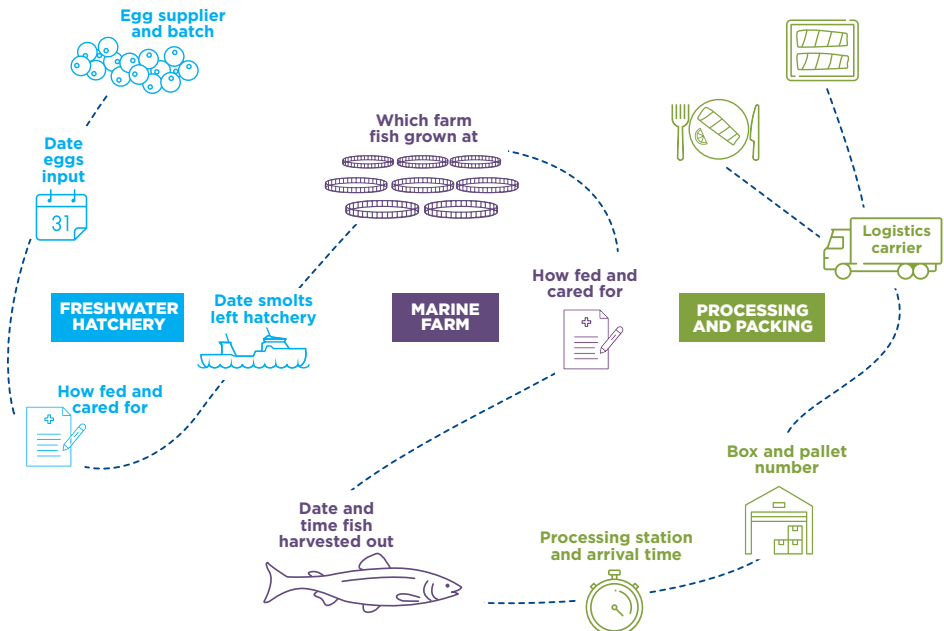 Egg supplier
and batch
Date
eggs
input
31
FRESHWATER
HATCHERY
How fed and
cared for
Date smolts
left hatchery
Which farm
fish grown at
MARINE
FARM
How fed and
cared for
Date and
time fish
harvested out
PROCESSING
AND PACKING
Processing station
and arrival time
Box and pallet
number
Logistics
carrier